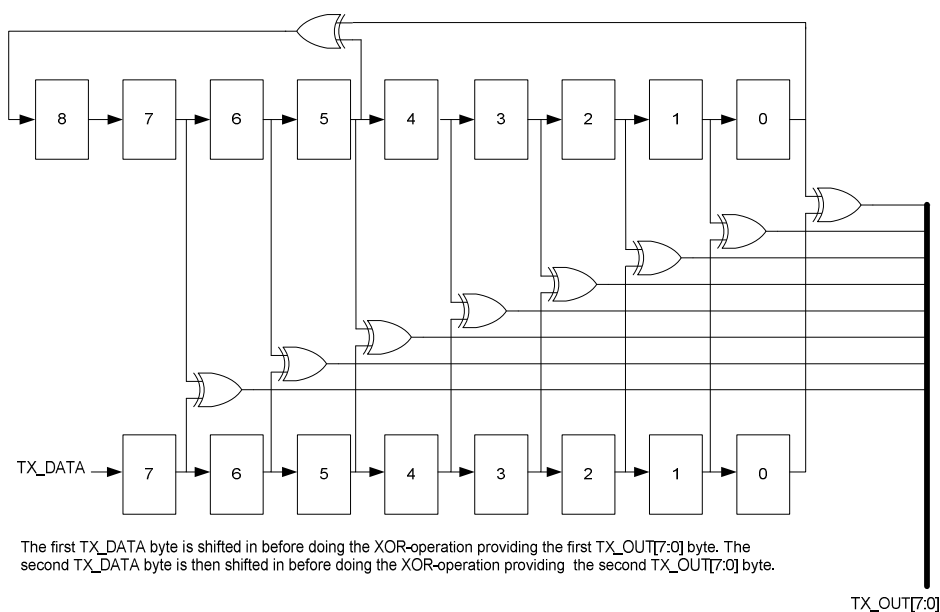 8 7 6 5 4 3 2 1 0
TX_DATA 7 6 5 4 3 2 1 0
The first TX_DATA byte is shifted in before doing the XOR-operation providing the first TX_OUT[7:0] byte. The
second TX_DATA byte is then shifted in before doing the XOR-operation providing the second TX_OUT[7:0] byte.
TX_OUT[7:0]